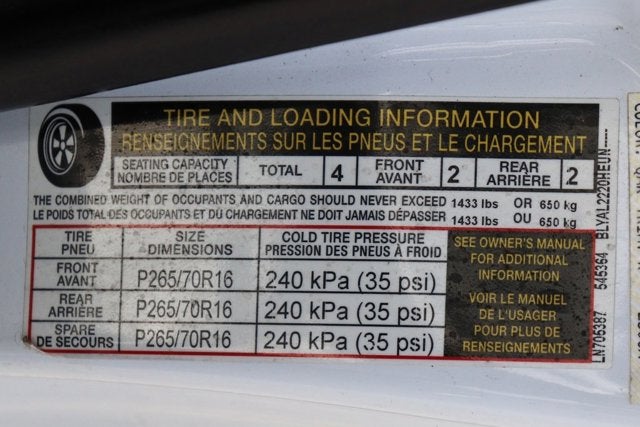 TIRE AND LOADING INFORMATION
RENSEIGNEMENTS SUR LES PNEUS ET LE CHARGEMENT
SEATING CAPACITY
NOMBRE DE PLACES
TOTAL 4
FRONT
AVANT
2
REAR
ARRIÈRE
2
THE COMBINED WEIGHT OF OCCUPANTS AND CARGO SHOULD NEVER EXCEED 1433 lbs OR 650 kg
LE POIDS TOTAL DES OCCUPANTS ET DU CHARGEMENT NE DOIT JAMAIS DÉPASSER 1433 lbs OU 650 kg
TIRE
PNEU
SIZE
DIMENSIONS
COLD TIRE PRESSURE
PRESSION DES PNEUS À FROID
FRONT
AVANT
P265/70R16
240 kPa (35 psi)
REAR
ARRIÈRE
P265/70R16
240 kPa (35 psi)
SPARE
DE SECOURS
P265/70R16
240 kPa (35 psi)
SEE OWNER'S MANUAL
FOR ADDITIONAL
INFORMATION
VOIR LE MANUEL
DE L'USAGER
POUR PLUS DE
RENSEIGNEMENTS
LN705387 545364 BLYAL2220HEUN----